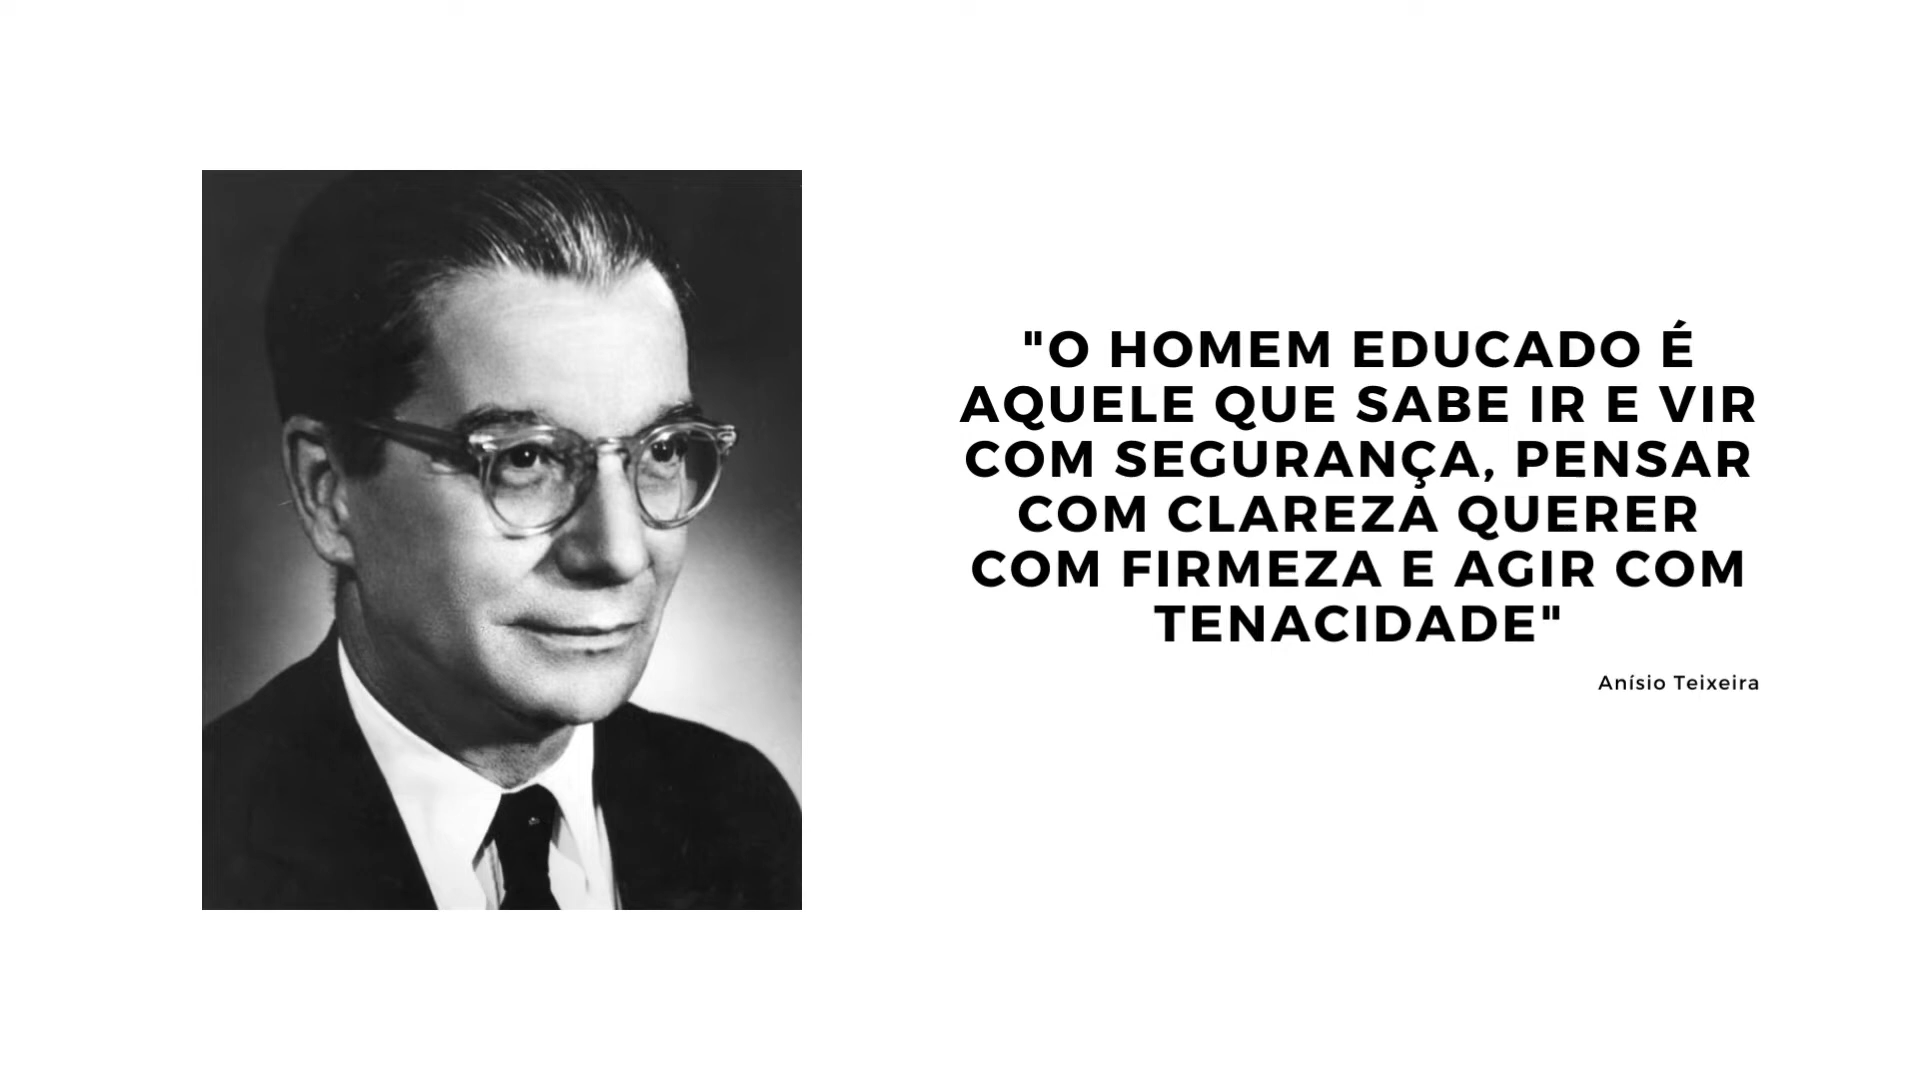 "O HOMEM EDUCADO É
AQUELE QUE SABE IR E VIR
COM SEGURANÇA, PENSAR
COM CLAREZA QUERER
COM FIRMEZA E AGIR COM
TENACIDADE"
Anísio Teixeira